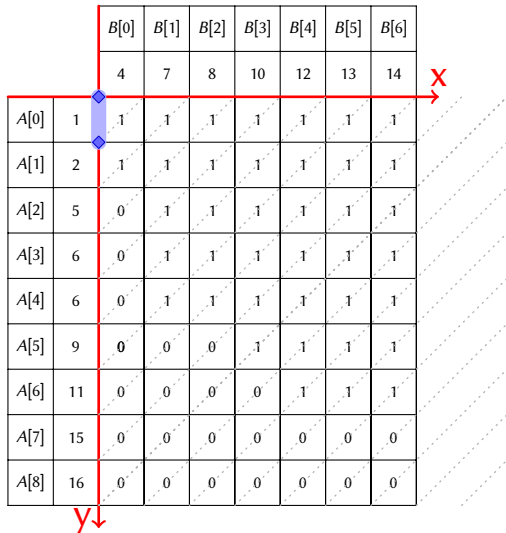 B[0] B[1] B[2] B[3] B[4] B[5] B[6]
4 7 8 10 12 13 14
x
A[0] 1 1 1 1 1 1 1 1
A[1] 2 1 1 1 1 1 1 1
A[2] 5 0 1 1 1 1 1 1
A[3] 6 0 1 1 1 1 1 1
A[4] 6 0 1 1 1 1 1 1
A[5] 9 0 0 0 1 1 1 1
A[6] 11 0 0 0 0 1 1 1
A[7] 15 0 0 0 0 0 0 0
A[8] 16 0 0 0 0 0 0 0
y